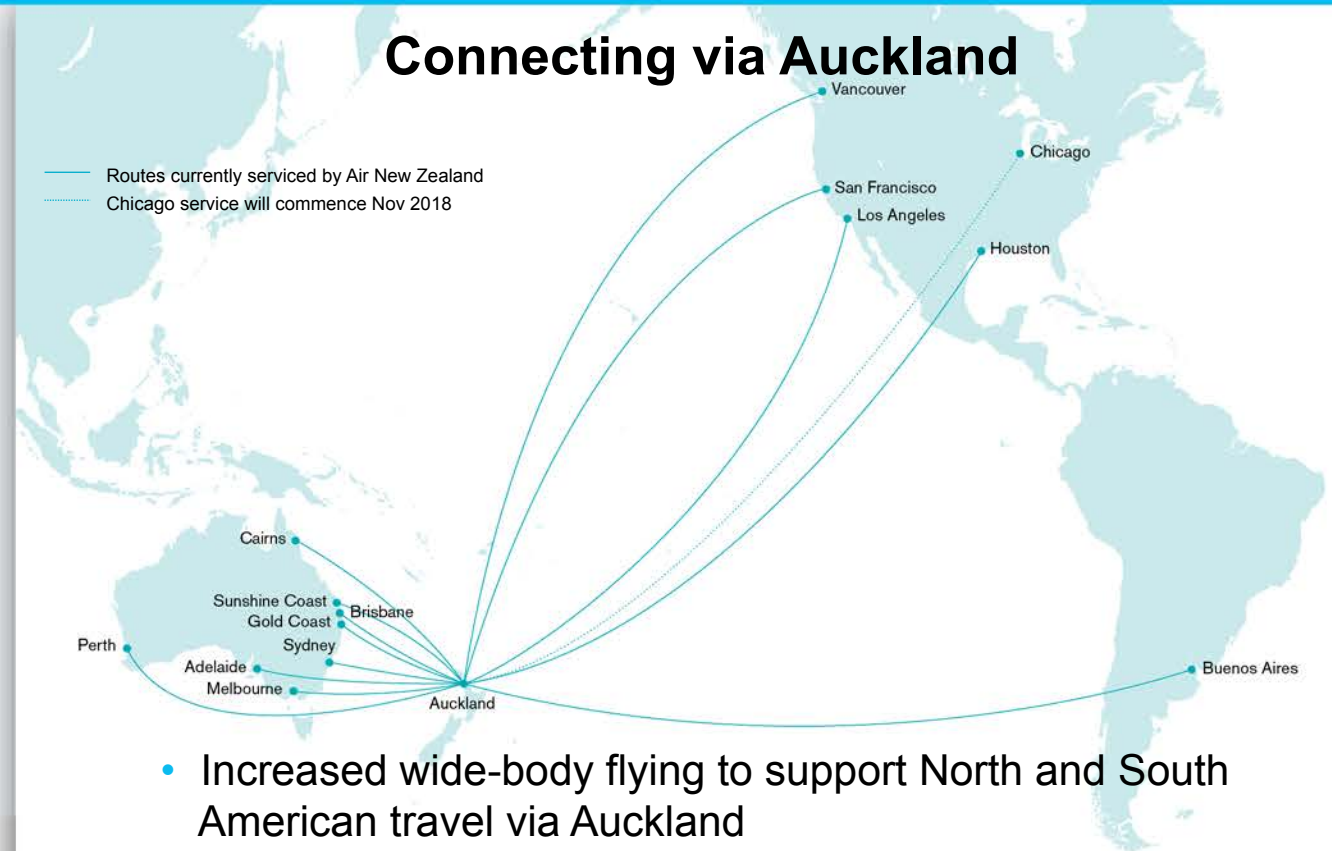 Connecting via Auckland
Vancouver
Routes currently serviced by Air New Zealand
Chicago service will commence Nov 2018
Chicago
San Francisco
Los Angeles
Houston
Cairns
Sunshine Coast
Brisbane
Gold Coast
Perth
Sydney
Adelaide
Melbourne
Auckland
Buenos Aires
• Increased wide-body flying to support North and South
American travel via Auckland